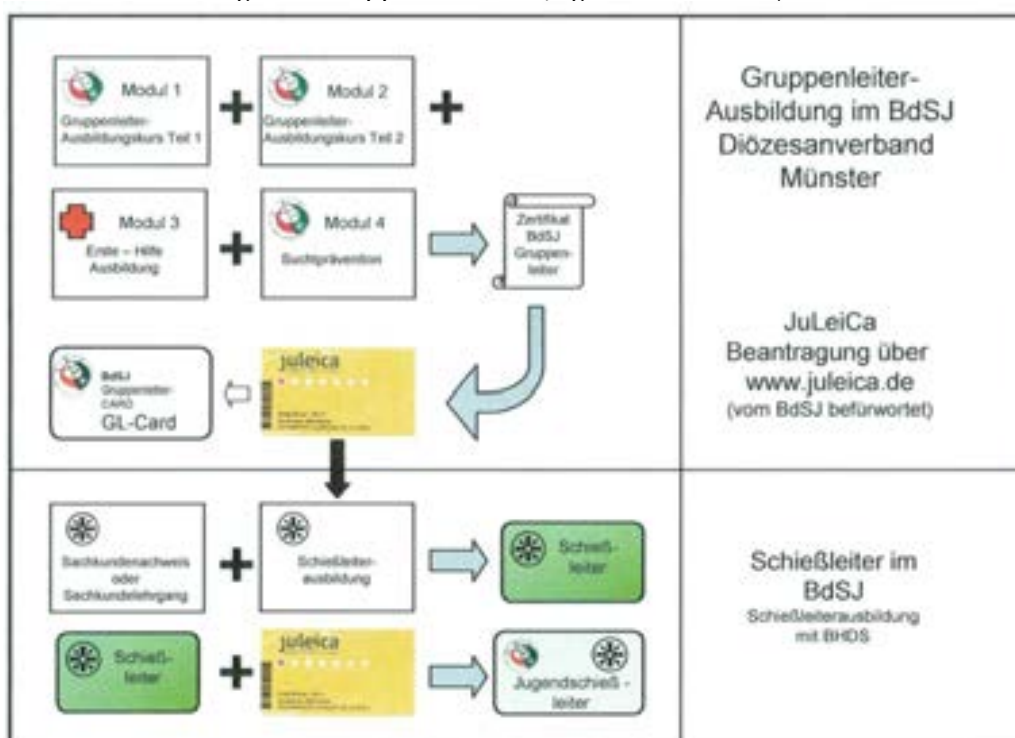 Modul 1
Gruppenleiter-
Ausbildungskurs Teil 1
Modul 2
Gruppenleiter-
Ausbildungskurs Teil 2
Modul 3
Erste – Hilfe
Ausbildung
Modul 4
Suchtprävention
Zertifikat
BdSJ
Gruppen-
leiter
BdSJ
Gruppenleiter-
CARD
GL-Card
juleica
Gruppenleiter-
Ausbildung im BdSJ
Diözesanverband
Münster
JuLeiCa
Beantragung über
www.juleica.de
(vom BdSJ befürwortet)
Sachkundenachweis
oder
Sachkundelehrgang
Schießleiter-
ausbildung
Schieß-
leiter
Schieß-
leiter
juleica
Jugendschieß -
leiter
Schießleiter im
BdSJ
Schießleiterausbildung
mit BHDS